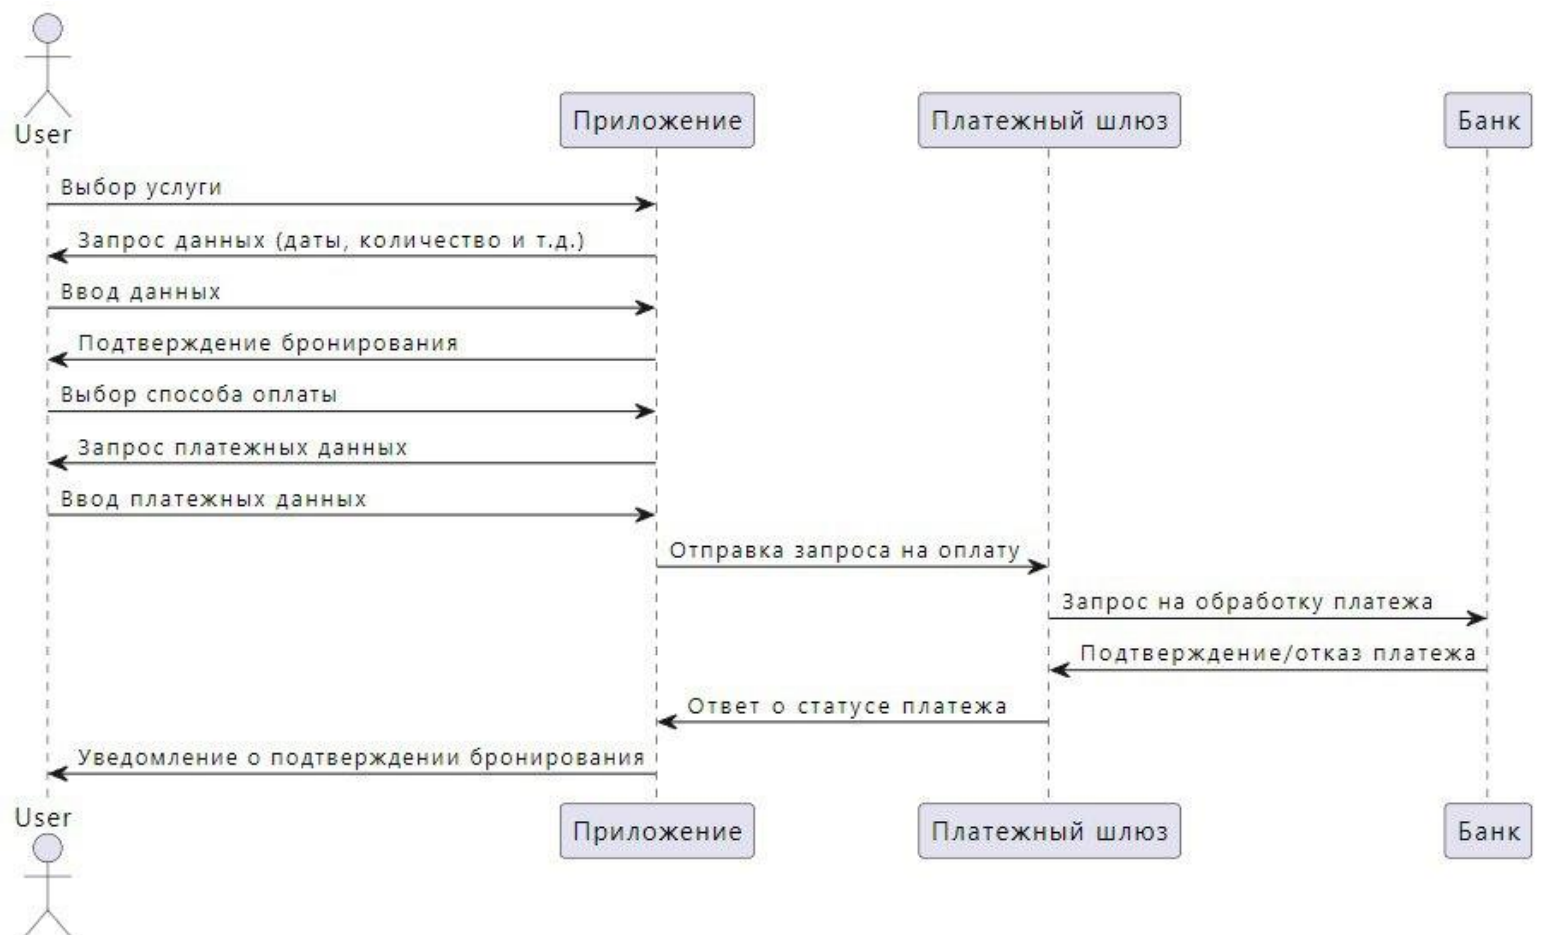 User
Приложение
Платежный шлюз
Банк
Выбор услуги
Запрос данных (даты, количество и т.д.)
Ввод данных
Подтверждение бронирования
Выбор способа оплаты
Запрос платежных данных
Ввод платежных данных
Отправка запроса на оплату
Запрос на обработку платежа
Подтверждение/отказ платежа
Ответ о статусе платежа
Уведомление о подтверждении бронирования
User
Приложение
Платежный шлюз
Банк